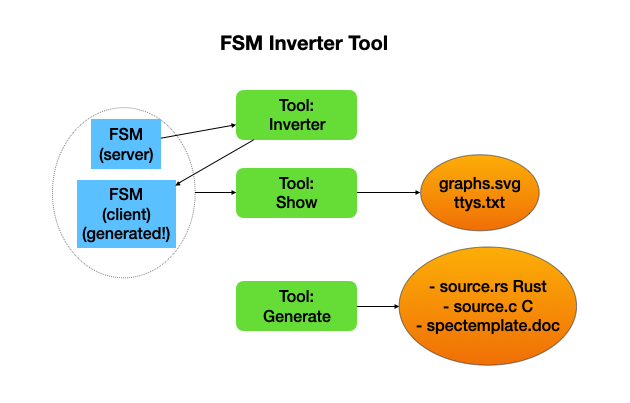 FSM Inverter Tool
Tool:
Inverter
FSM
(server)
FSM
(client)
(generated!)
Tool:
Show
graphs.svg
ttys.txt
Tool:
Generate
- source.rs Rust
- source.c C
- spectemplate.doc